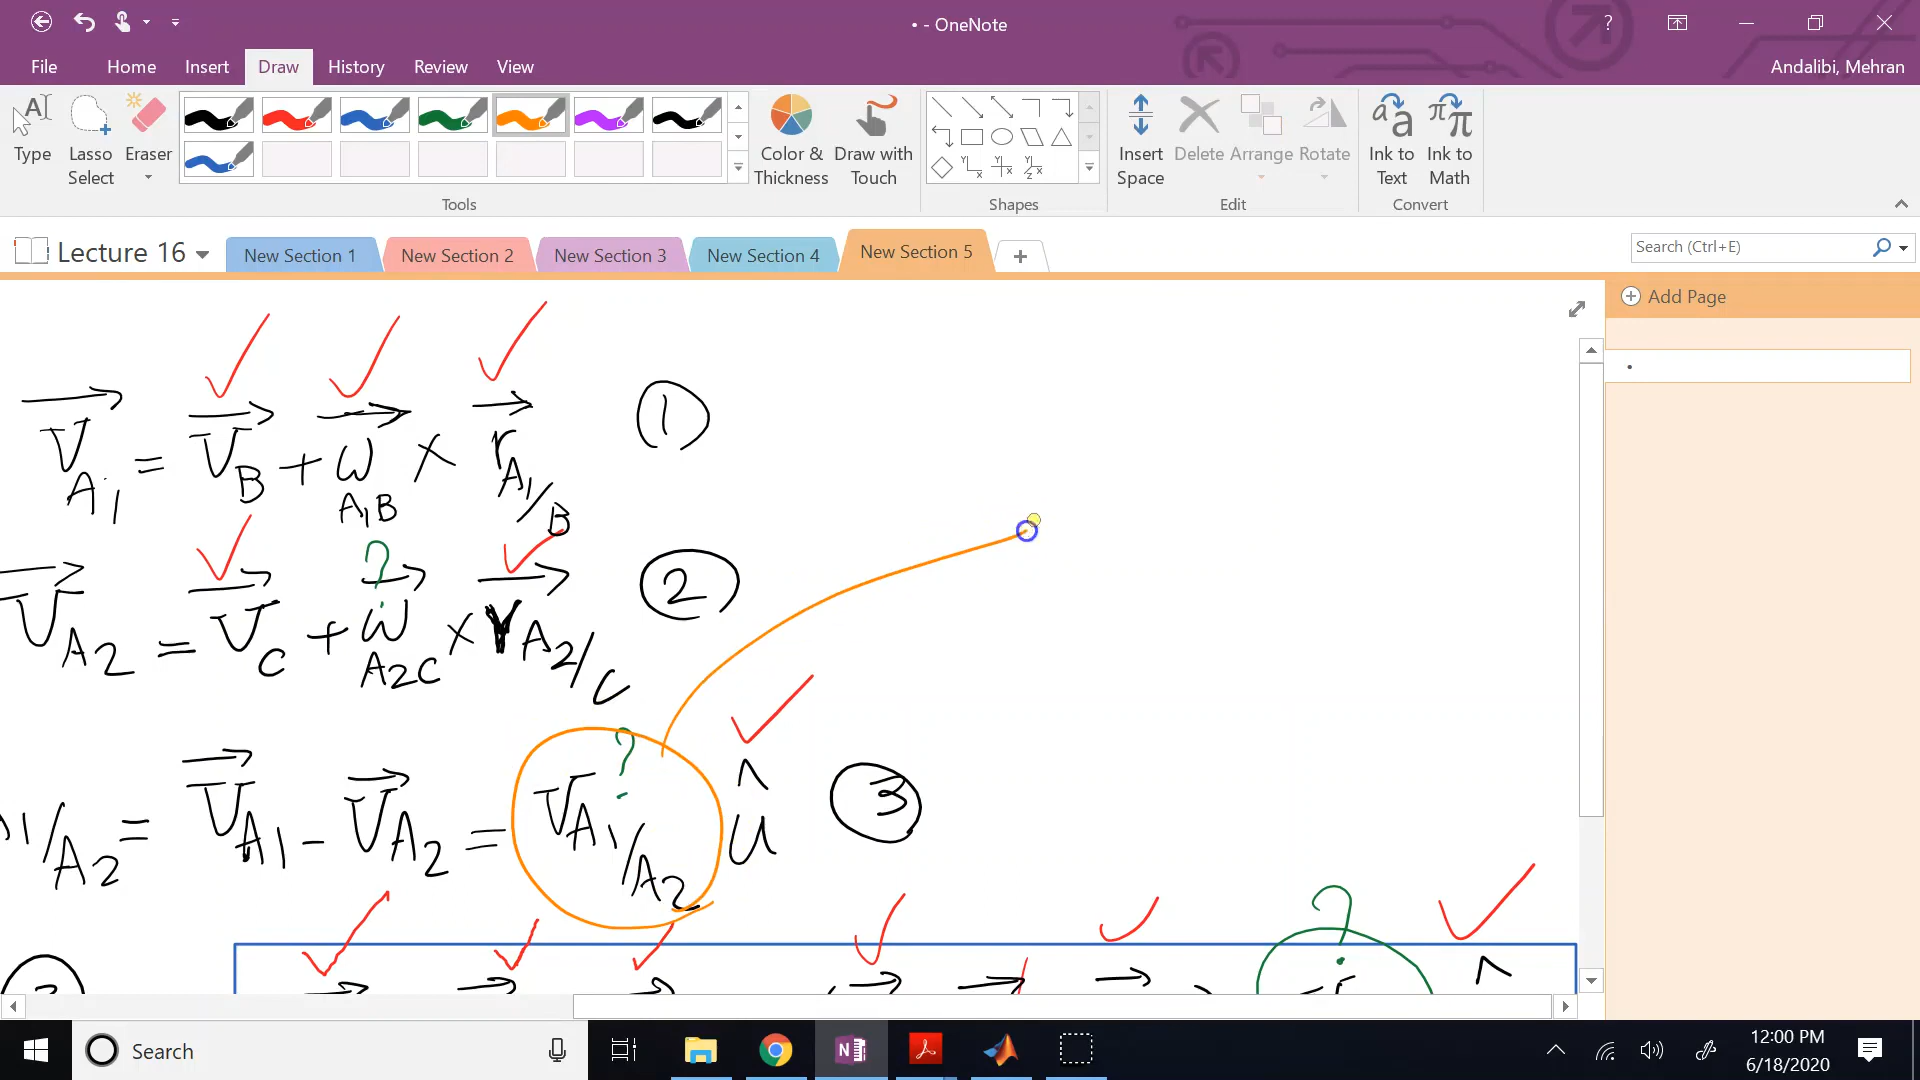 • - OneNote
?
File Home Insert Draw History Review View
Andalibi, Mehran
Type
Lasso Select
Eraser
Color & Thickness
Draw with Touch
Insert Space
Delete
Arrange
Rotate
Ink to Text
Ink to Math
Tools
Shapes
Edit
Convert
Lecture 16
New Section 1
New Section 2
New Section 3
New Section 4
New Section 5
Search (Ctrl+E)
Add Page
V A1 = V B + ω A1B × r A1/B ①
?
V A2 = V C + ω A2C × r A2/C ②
?
A1/A2 = V A1 - V A2 = V A1/A2 û ③
?
Search
12:00 PM
6/18/2020